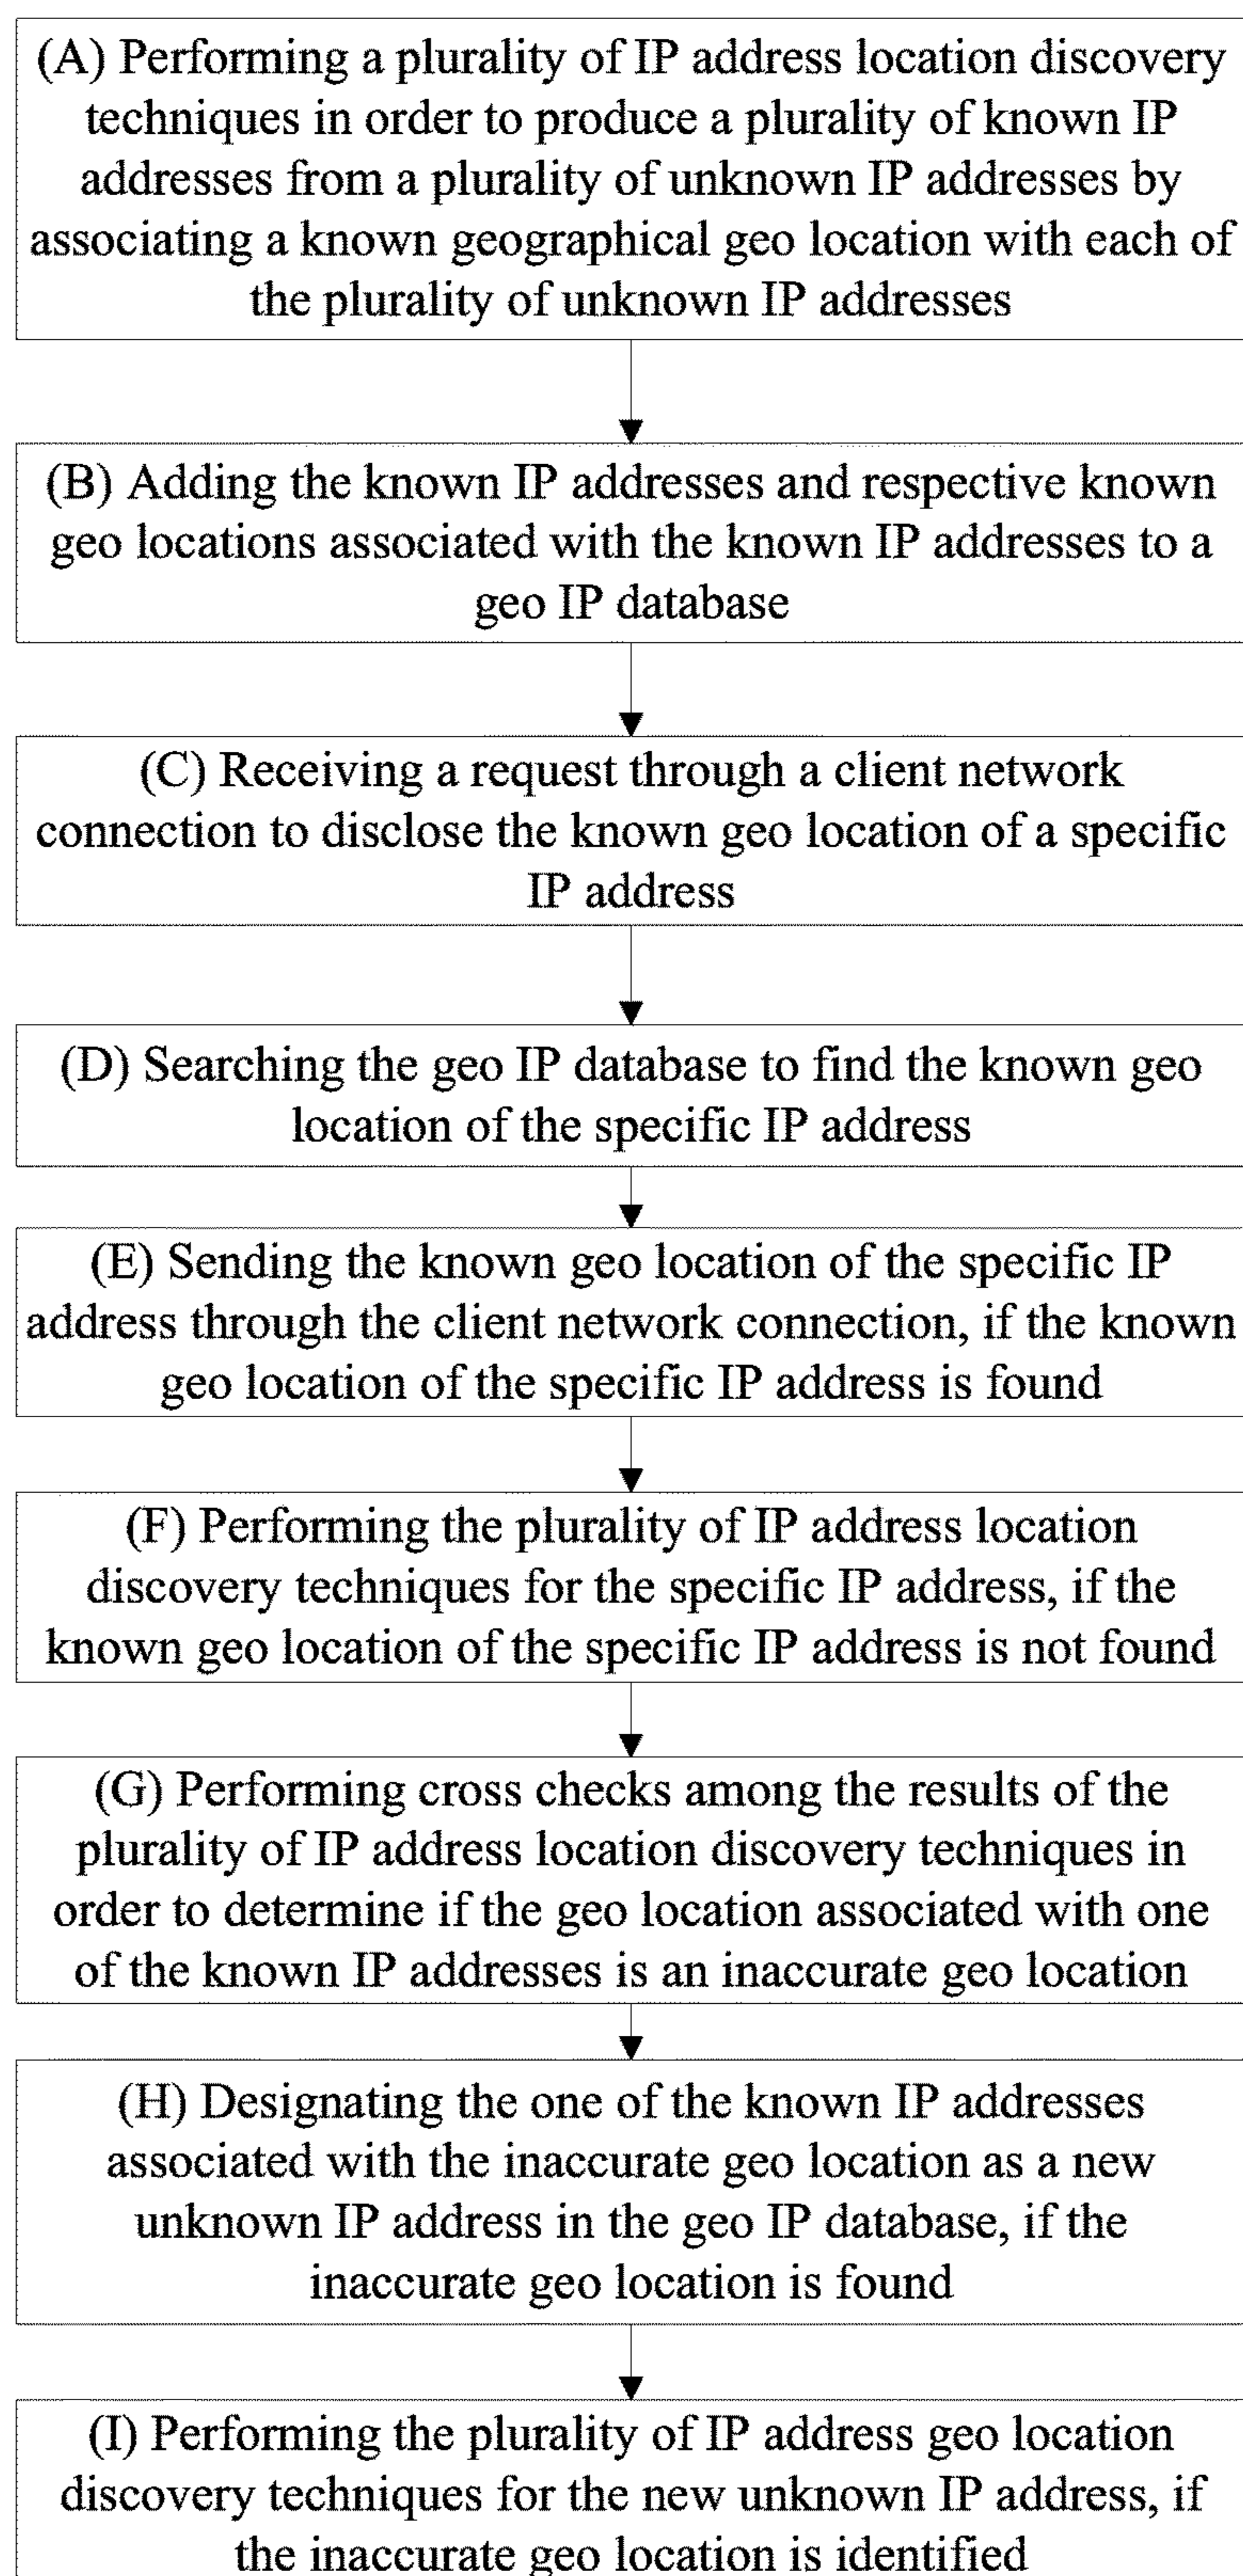 (A) Performing a plurality of IP address location discovery
techniques in order to produce a plurality of known IP
addresses from a plurality of unknown IP addresses by
associating a known geographical geo location with each of
the plurality of unknown IP addresses
(B) Adding the known IP addresses and respective known
geo locations associated with the known IP addresses to a
geo IP database
(C) Receiving a request through a client network
connection to disclose the known geo location of a specific
IP address
(D) Searching the geo IP database to find the known geo
location of the specific IP address
(E) Sending the known geo location of the specific IP
address through the client network connection, if the known
geo location of the specific IP address is found
(F) Performing the plurality of IP address location
discovery techniques for the specific IP address, if the
known geo location of the specific IP address is not found
(G) Performing cross checks among the results of the
plurality of IP address location discovery techniques in
order to determine if the geo location associated with one
of the known IP addresses is an inaccurate geo location
(H) Designating the one of the known IP addresses
associated with the inaccurate geo location as a new
unknown IP address in the geo IP database, if the
inaccurate geo location is found
(I) Performing the plurality of IP address geo location
discovery techniques for the new unknown IP address, if
the inaccurate geo location is identified